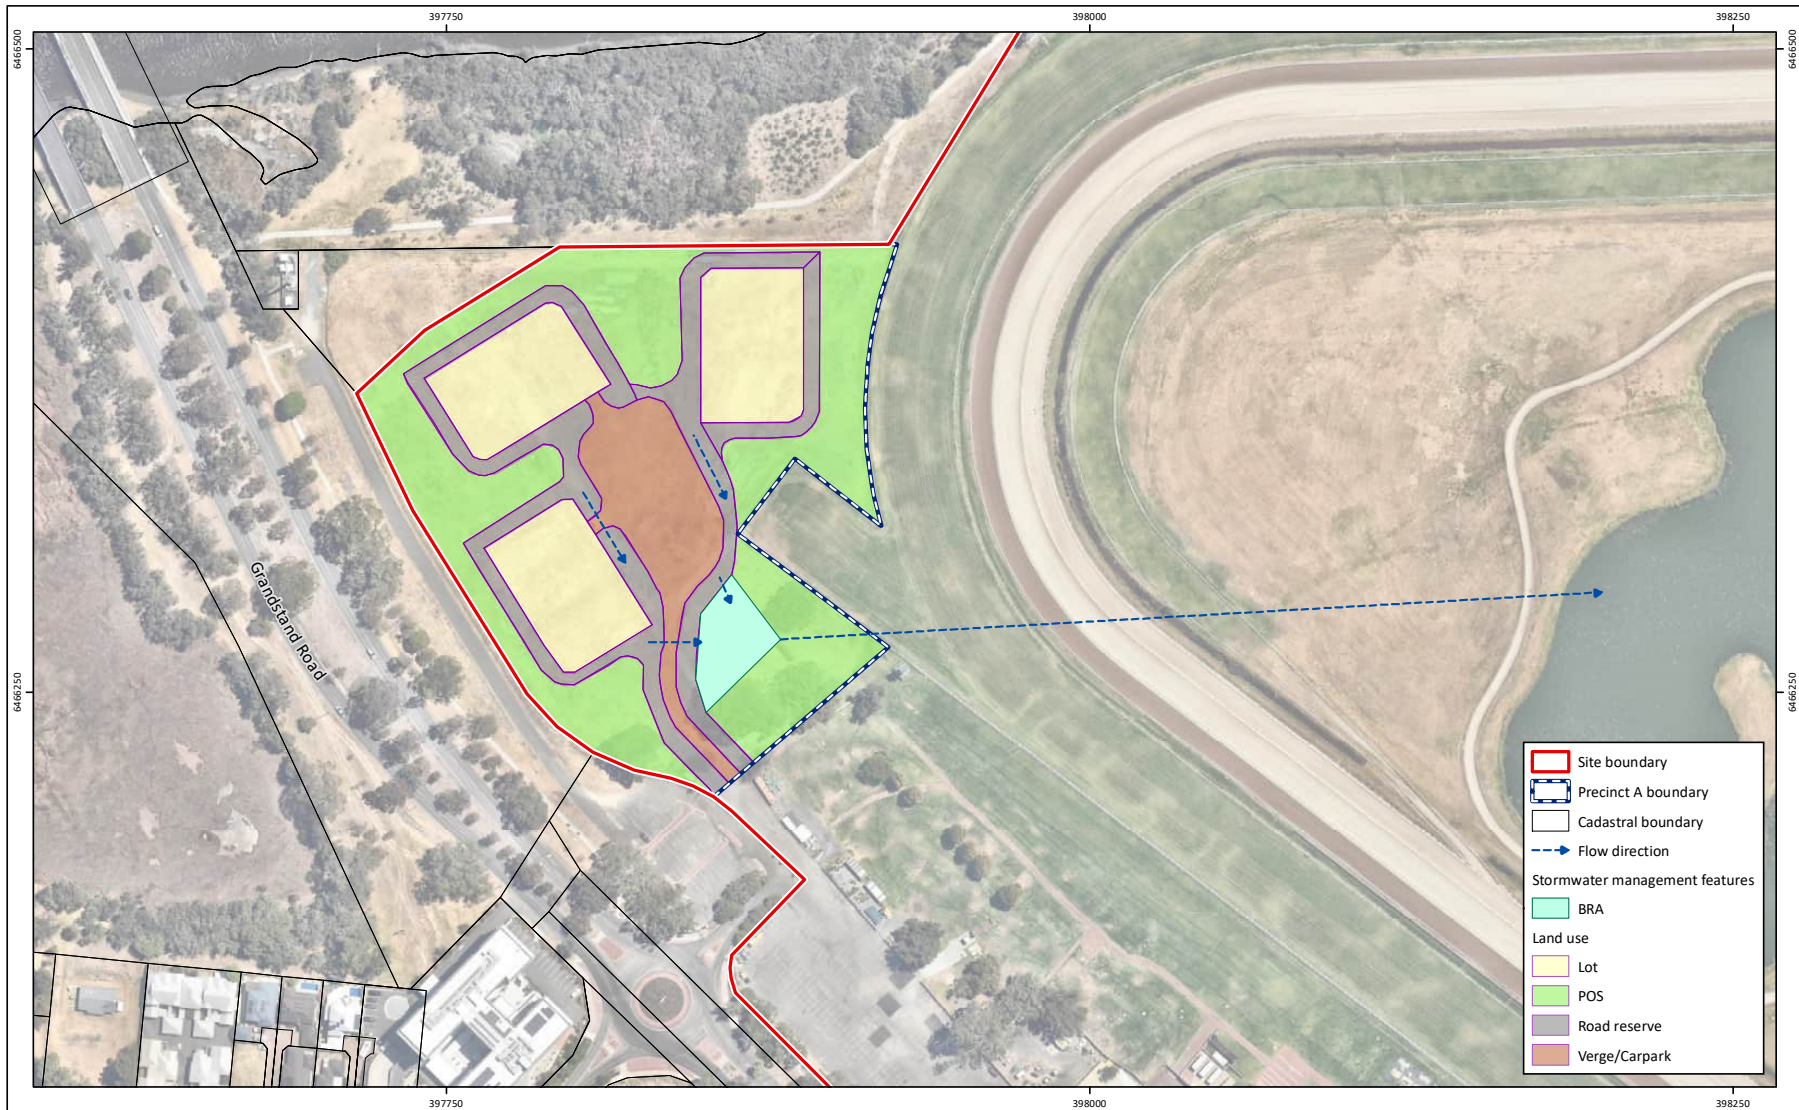 397750
398000
398250
6466500
6466500
Grandstand Road
6466250
6466250
Site boundary
Precinct A boundary
Cadastral boundary
Flow direction
Stormwater management features
BRA
Land use
Lot
POS
Road reserve
Verge/Carpark
397750
398000
398250